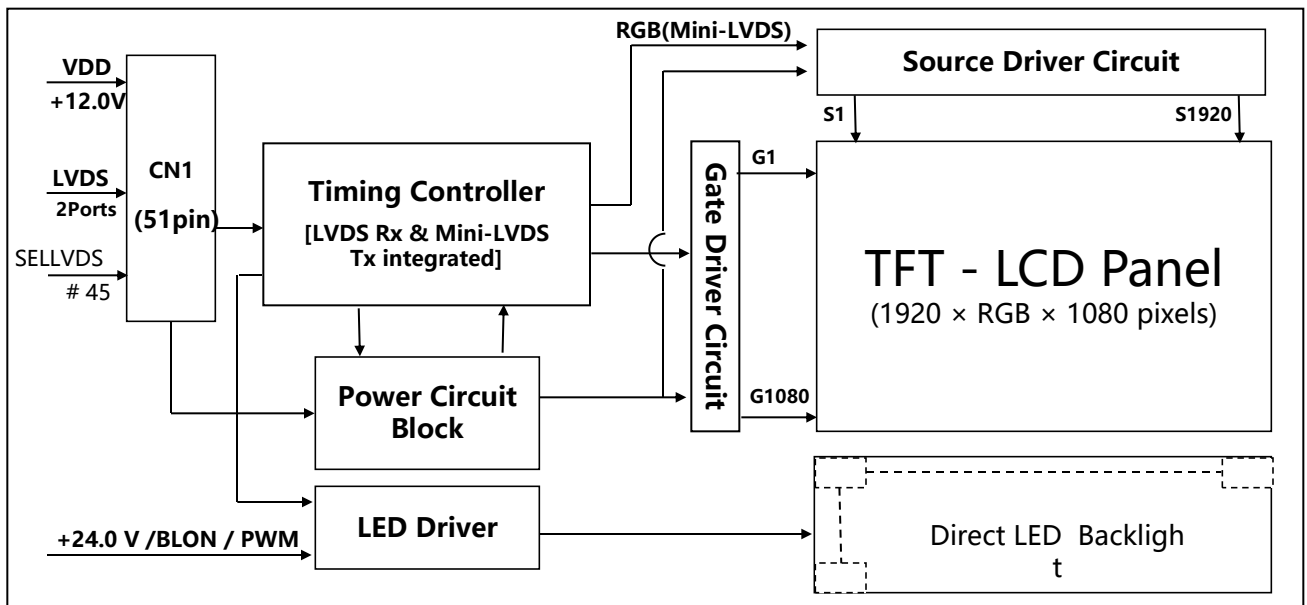 RGB(Mini-LVDS)
Source Driver Circuit
VDD
+12.0V
S1
S1920
CN1
(51pin)
LVDS
2Ports
Timing Controller
[LVDS Rx & Mini-LVDS
Tx integrated]
G1
Gate Driver Circuit
TFT - LCD Panel
(1920 × RGB × 1080 pixels)
SELLVDS
# 45
Power Circuit
Block
G1080
LED Driver
+24.0 V /BLON / PWM
Direct LED Backligh
t